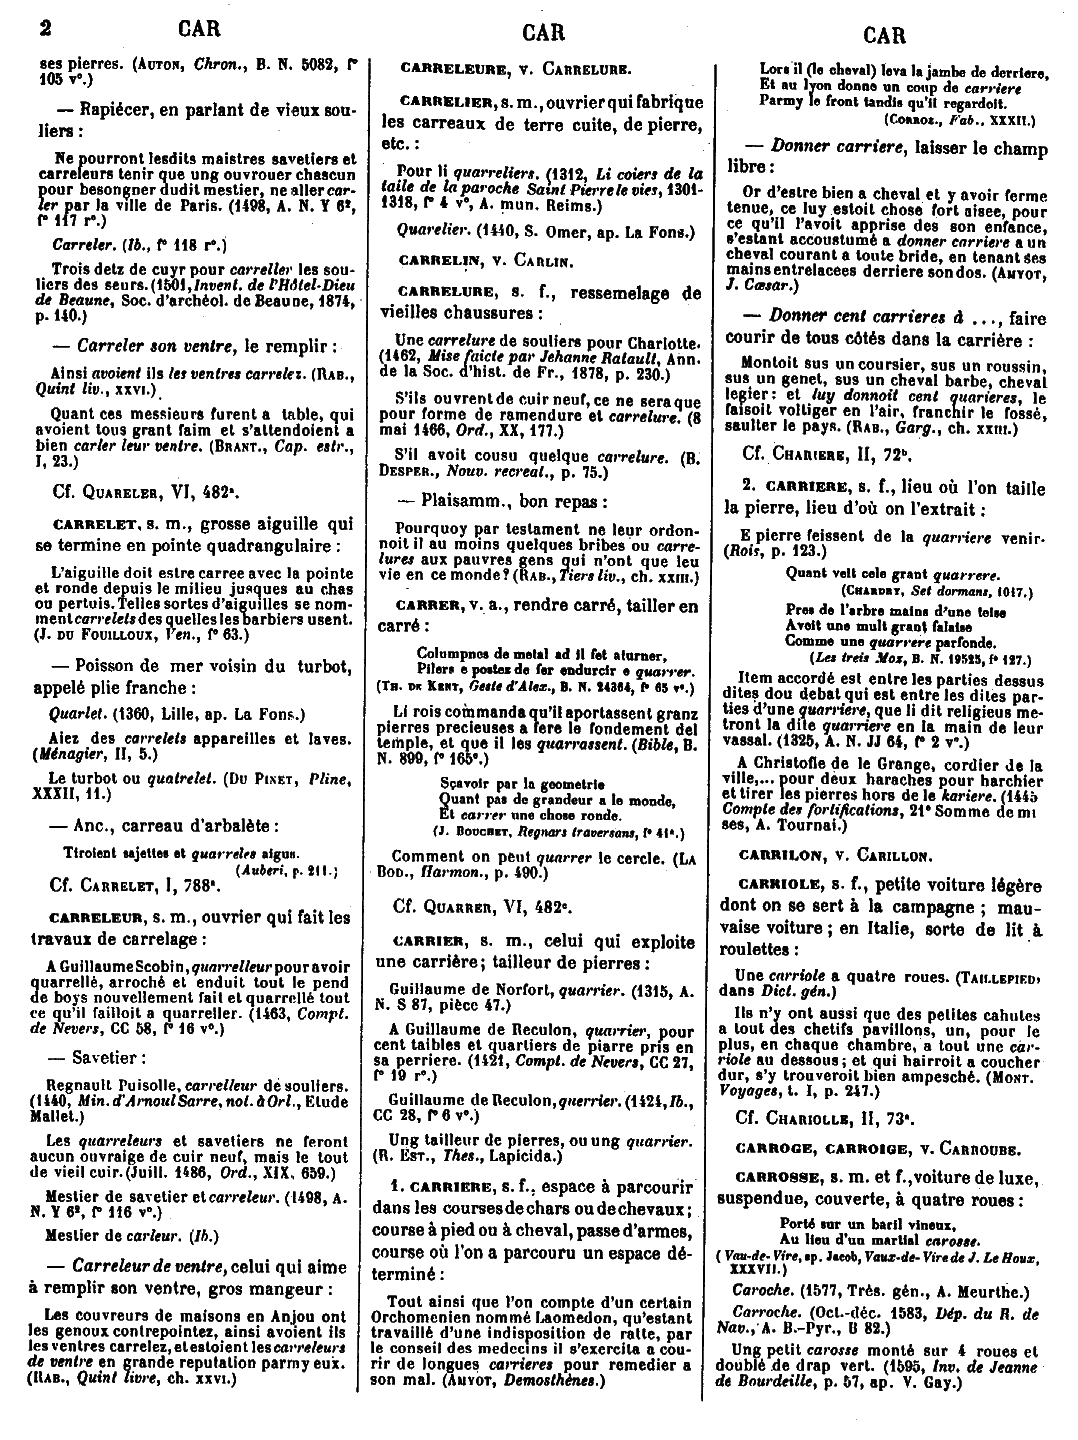 2 CAR
CAR
CAR
ses pierres. (AUTON, Chron., B. N. 5082, f°
105 v°.)
— Rapiécer, en parlant de vieux sou-
liers :
Ne pourront lesdits maistres savetiers et
carreleurs tenir que ung ouvrouer chascun
pour besongner dudit mestier, ne aller car-
ler par la ville de Paris. (1498, A. N. Y 6², 
f° 117 r°.)
Carreler. (Ib., f° 118 r°.)
Trois detz de cuyr pour carreller les sou-
liers des seurs. (1501, Invent. de l'Hôtel-Dieu
de Beaune, Soc. d'archéol. de Beaune, 1874,
p. 140.)
— Carreler son ventre, le remplir :
Ainsi avoient ils les ventres carrelez. (RAB.,
Quint liv., XXVI.)
Quant ces messieurs furent a table, qui
avoient tous grant faim et s'attendoient a
bien carler leur ventre. (BRANT., Cap. estr.,
I, 23.)
Cf. QUARELER, VI, 482ª.
CARRELET, s. m., grosse aiguille qui
se termine en pointe quadrangulaire :
L'aiguille doit estre carree avec la pointe
et ronde depuis le milieu jusques au chas
ou pertuis. Telles sortes d'aiguilles se nom-
ment carrelets desquelles les barbiers usent.
(J. DU FOUILLOUX, Ven., f° 63.)
— Poisson de mer voisin du turbot,
appelé plie franche :
Quarlet. (1360, Lille, ap. La Fons.)
Aiez des carrelets appareilles et laves.
(Ménagier, II, 5.)
Le turbot ou quatrelet. (DU PINET, Pline,
XXXII, 11.)
— Anc., carreau d'arbalète :
Tiroient sajettes et quarreles aigus.
(Auberi, p. 211.)
Cf. CARRELET, I, 788ª.
CARRELEUR, s. m., ouvrier qui fait les
travaux de carrelage :
A Guillaume Scobin, quarrelleur pour avoir
quarrellé, arroché et enduit tout le pend
de boys nouvellement fait et quarrellé tout
ce qu'il failloit a quarreller. (1463, Compt.
de Nevers, CC 58, f° 16 v°.)
— Savetier :
Regnault Puisolle, carrelleur de souliers.
(1440, Min. d'Arnoul Sarre, not. à Orl., Etude
Mallet.)
Les quarreleurs et savetiers ne feront
aucun ouvraige de cuir neuf, mais le tout
de vieil cuir. (Juill. 1486, Ord., XIX, 659.)
Mestier de savetier et carreleur. (1498, A.
N. Y 6², f° 116 v°.)
Mestier de carleur. (Ib.)
— Carreleur de ventre, celui qui aime
à remplir son ventre, gros mangeur :
Les couvreurs de maisons en Anjou ont
les genoux contrepointez, ainsi avoient ils
les ventres carrelez, et estoient les carreleurs
de ventre en grande reputation parmy eux.
(RAB., Quint livre, ch. XXVI.)
CARRELEURE, v. CARRELURE.
CARRELIER, s. m., ouvrier qui fabrique
les carreaux de terre cuite, de pierre,
etc. :
Pour li quarreliers. (1312, Li coiers de la
taile de la paroche Saint Pierre le vies, 1301-
1318, f° 4 v°, A. mun. Reims.)
Quarelier. (1440, S. Omer, ap. La Fons.)
CARRELIN, v. CARLIN.
CARRELURE, s. f., ressemelage de
vieilles chaussures :
Une carrelure de souliers pour Charlotte.
(1462, Mise faicte par Jehanne Ratault, Ann.
de la Soc. d'hist. de Fr., 1878, p. 230.)
S'ils ouvrent de cuir neuf, ce ne sera que
pour forme de ramendure et carrelure. (8
mai 1466, Ord., XX, 177.)
S'il avoit cousu quelque carrelure. (B.
DESPER., Nouv. recreat., p. 75.)
— Plaisamm., bon repas :
Pourquoy par testament ne leur ordon-
noit il au moins quelques bribes ou carre-
lures aux pauvres gens qui n'ont que leu
vie en ce monde? (RAB., Tiers liv., ch. XXIII.)
CARRER, v. a., rendre carré, tailler en
carré :
Columpnes de metal ad il fet aturner,
Pilers e postez de fer endurcir e quarrer.
(TH. DE KENT, Geste d'Alex., B. N. 24364, f° 65 v°.)
Li rois commanda qu'il aportassent granz
pierres precieuses a fere le fondement del
temple, et que il les quarrassent. (Bible, B.
N. 899, f° 165°.)
Sçavoir par la geometrie
Quant pas de grandeur a le monde,
Et carrer une chose ronde.
(J. BOUCHET, Regnars traversans, f° 41ª.)
Comment on peut quarrer le cercle. (LA
BOD., Harmon., p. 490.)
Cf. QUARRER, VI, 482ᶜ.
CARRIER, s. m., celui qui exploite
une carrière ; tailleur de pierres :
Guillaume de Norfort, quarrier. (1315, A.
N. S 87, pièce 47.)
A Guillaume de Reculon, quarrier, pour
cent taibles et quartiers de piarre pris en
sa perriere. (1421, Compt. de Nevers, CC 27,
f° 19 r°.)
Guillaume de Reculon, querrier. (1421, Ib.,
CC 28, f° 6 v°.)
Ung tailleur de pierres, ou ung quarrier.
(R. EST., Thes., Lapicida.)
1. CARRIERE, s. f., espace à parcourir
dans les courses de chars ou de chevaux ;
course à pied ou à cheval, passe d'armes,
course où l'on a parcouru un espace dé-
terminé :
Tout ainsi que l'on compte d'un certain
Orchomenien nommé Laomedon, qu'estant
travaillé d'une indisposition de ratte, par
le conseil des medecins il s'exercita a cou-
rir de longues carrieres pour remedier a
son mal. (AMYOT, Demosthènes.)
Lors il (le cheval) leva la jambe de derriere,
Et au lyon donne un coup de carriere
Parmy le front tandis qu'il regardoit.
(CORROZ., Fab., XXXII.)
— Donner carriere, laisser le champ
libre :
Or d'estre bien a cheval et y avoir ferme
tenue, ce luy estoit chose fort aisee, pour
ce qu'il l'avoit apprise des son enfance,
s'estant accoustumé a donner carriere a un
cheval courant a toute bride, en tenant ses
mains entrelacees derriere son dos. (AMYOT,
J. Cæsar.)
— Donner cent carrieres à ..., faire
courir de tous côtés dans la carrière :
Montoit sus un coursier, sus un roussin,
sus un genet, sus un cheval barbe, cheval
legier : et luy donnoit cent quarieres, le
faisoit voltiger en l'air, franchir le fossé,
saulter le pays. (RAB., Garg., ch. XXIII.)
Cf. CHARIERE, II, 72ᵇ.
2. CARRIERE, s. f., lieu où l'on taille
la pierre, lieu d'où on l'extrait :
E pierre feissent de la quarriere venir.
(Rois, p. 123.)
Quant veit cele grant quarrere.
(CHARDRY, Set dormans, 1017.)
Pres de l'arbre mains d'une toise
Avoit une mult grant falaise
Comme une quarrere parfonde.
(Les treis Moz, B. N. 19525, f° 127.)
Item accordé est entre les parties dessus
dites dou debat qui est entre les dites par-
ties d'une quarriere, que li dit religieus me-
tront la dite quarriere en la main de leur
vassal. (1325, A. N. JJ 64, f° 2 v°.)
A Christofle de le Grange, cordier de la
ville,... pour deux haraches pour harchier
et tirer les pierres hors de le kariere. (1445
Compte des fortifications, 21ᵉ Somme de mi
ses, A. Tournai.)
CARRILON, v. CARILLON.
CARRIOLE, s. f., petite voiture légère
dont on se sert à la campagne ; mau-
vaise voiture ; en Italie, sorte de lit à
roulettes :
Une carriole a quatre roues. (TAILLEPIED,
dans Dict. gén.)
Ils n'y ont aussi que des petites cahutes
a tout des chetifs pavillons, un, pour le
plus, en chaque chambre, a tout une car-
riole au dessous ; et qui hairroit a coucher
dur, s'y trouveroit bien ampesché. (MONT.
Voyages, t. I, p. 247.)
Cf. CHARIOLLE, II, 73ª.
CARROGE, CARROIGE, v. CARROUBE.
CARROSSE, s. m. et f., voiture de luxe,
suspendue, couverte, à quatre roues :
Porté sur un baril vineux,
Au lieu d'un martial carosse.
(Vau-de-Vire, ap. Jacob, Vaux-de-Vire de J. Le Houx,
XXXVII.)
Caroche. (1577, Trés. gén., A. Meurthe.)
Carroche. (Oct.-déc. 1583, Dép. du R. de
Nav., A. B.-Pyr., B 82.)
Ung petit carosse monté sur 4 roues et
doublé de drap vert. (1595, Inv. de Jeanne
de Bourdeille, p. 57, ap. V. Gay.)